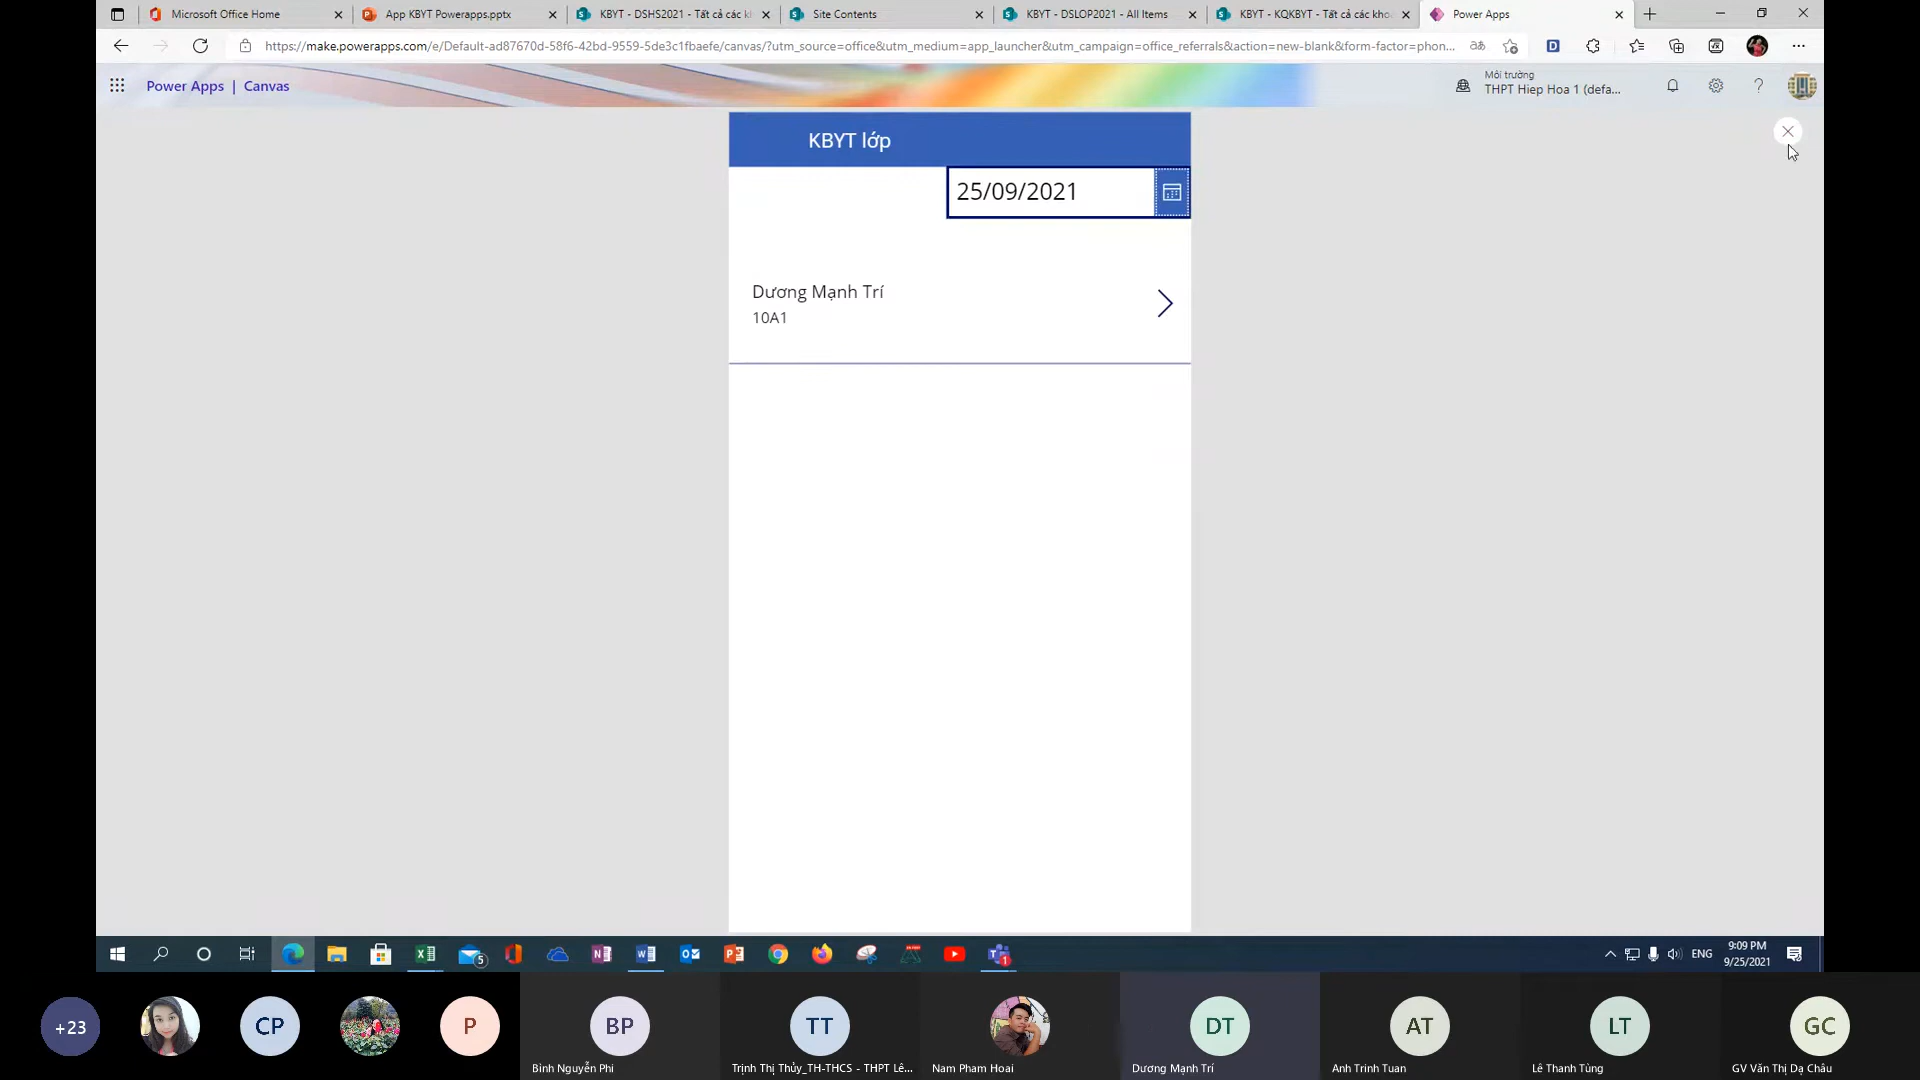 Microsoft Office Home
App KBYT Powerapps.pptx
KBYT - DSHS2021 - Tất cả các kh
Site Contents
KBYT - DSLOP2021 - All Items
KBYT - KQKBYT - Tất cả các kho
Power Apps
https://make.powerapps.com/e/Default-ad87670d-58f6-42bd-9559-5de3c1fbaefe/canvas/?utm_source=office&utm_medium=app_launcher&utm_campaign=office_referrals&action=new-blank&form-factor=phon...
Power Apps | Canvas
Môi trường
THPT Hiep Hoa 1 (defa...
KBYT lớp
25/09/2021
Dương Mạnh Trí
10A1
ENG
9:09 PM
9/25/2021
5
1
+23
CP
P
BP
TT
DT
AT
LT
GC
Bình Nguyễn Phi
Trịnh Thị Thủy_TH-THCS - THPT Lê...
Nam Pham Hoai
Dương Mạnh Trí
Anh Trinh Tuan
Lê Thanh Tùng
GV Văn Thị Dạ Châu